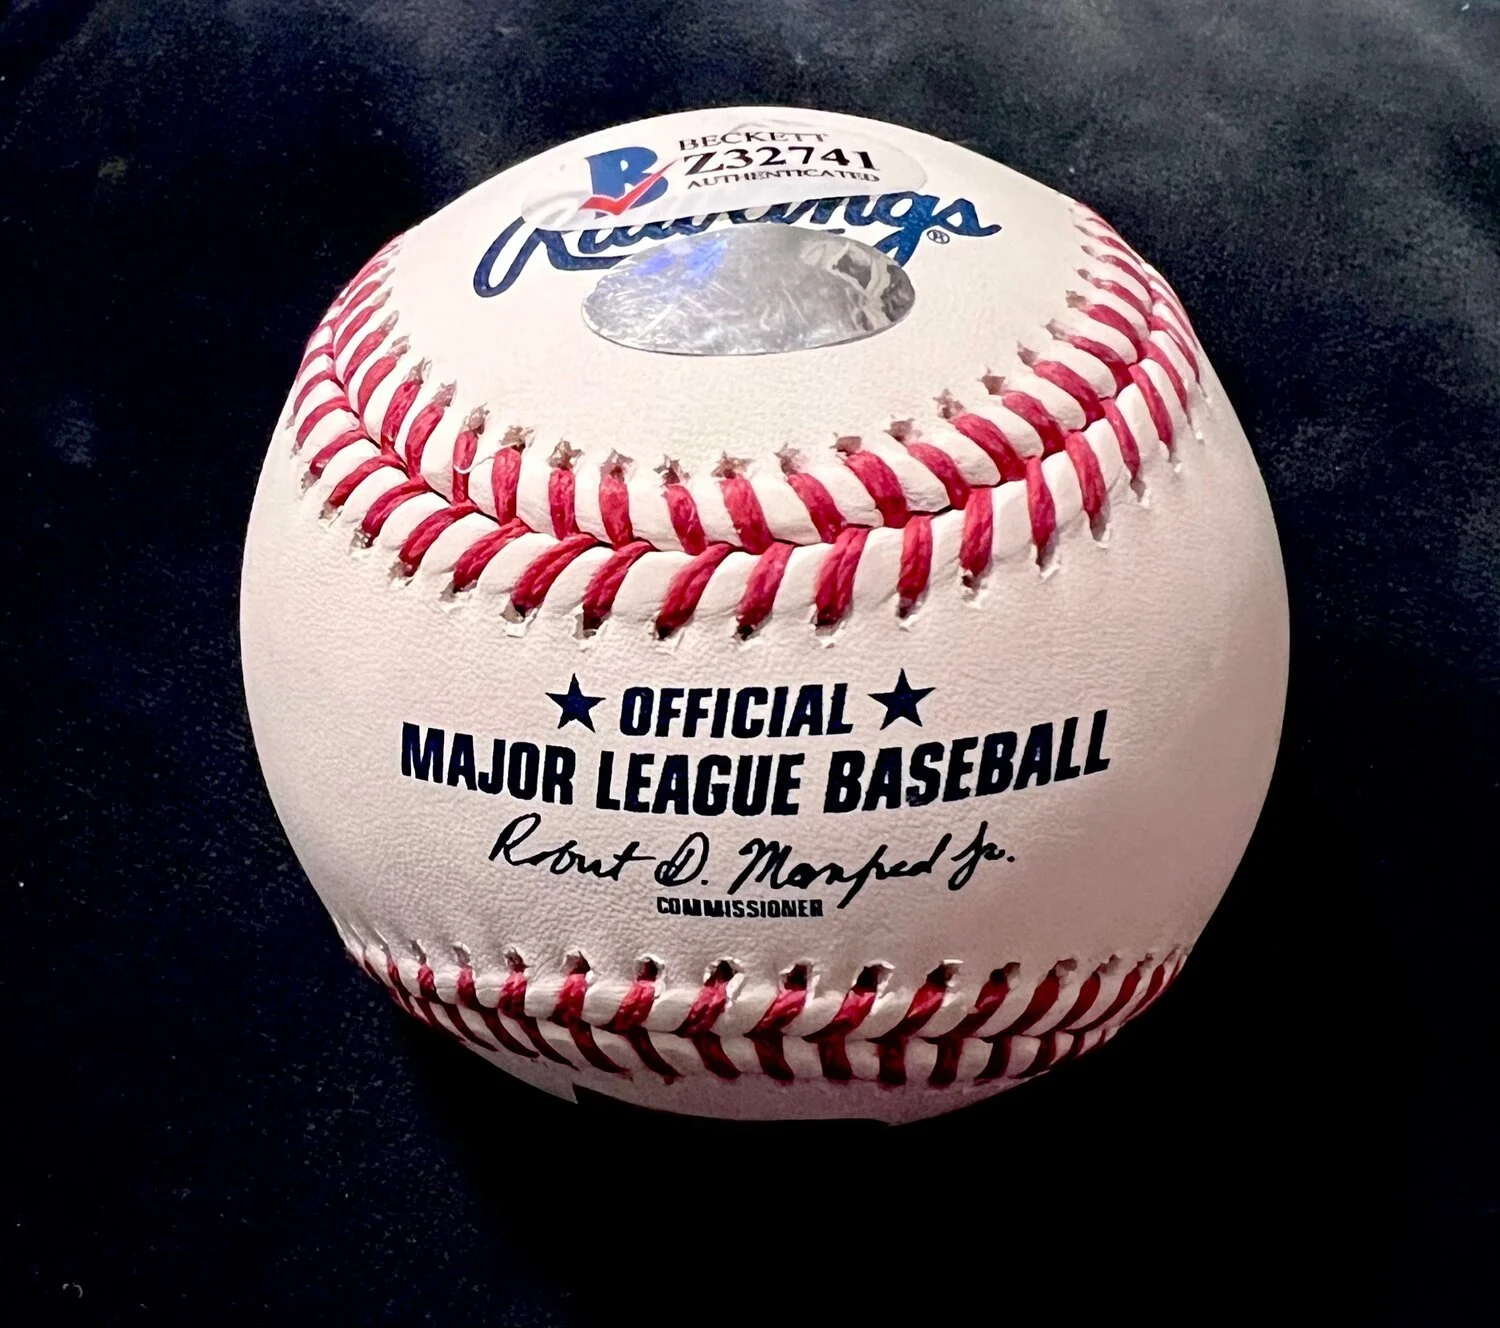 BECKETT
Z32741
AUTHENTICATED
Rawlings®
★ OFFICIAL ★
MAJOR LEAGUE BASEBALL
Robert D. Manfred Jr.
COMMISSIONER